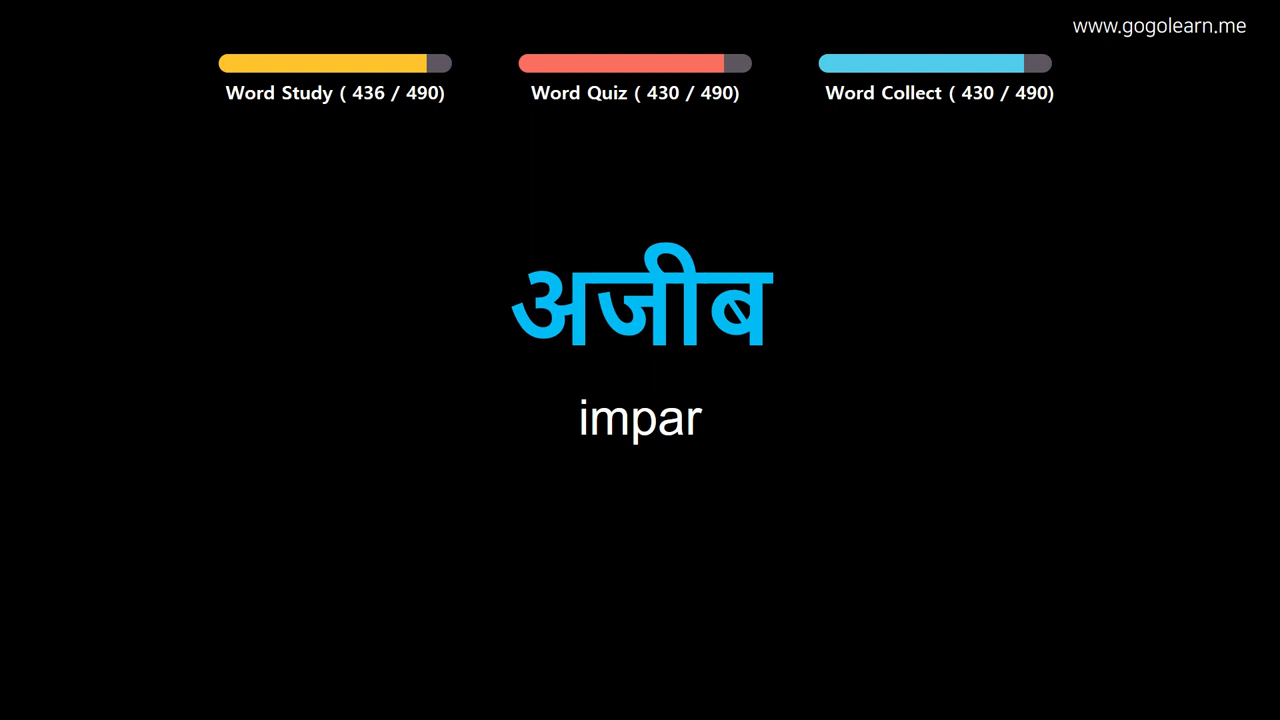 www.gogolearn.me
Word Study ( 436 / 490)
Word Quiz ( 430 / 490)
Word Collect ( 430 / 490)
अजीब
impar